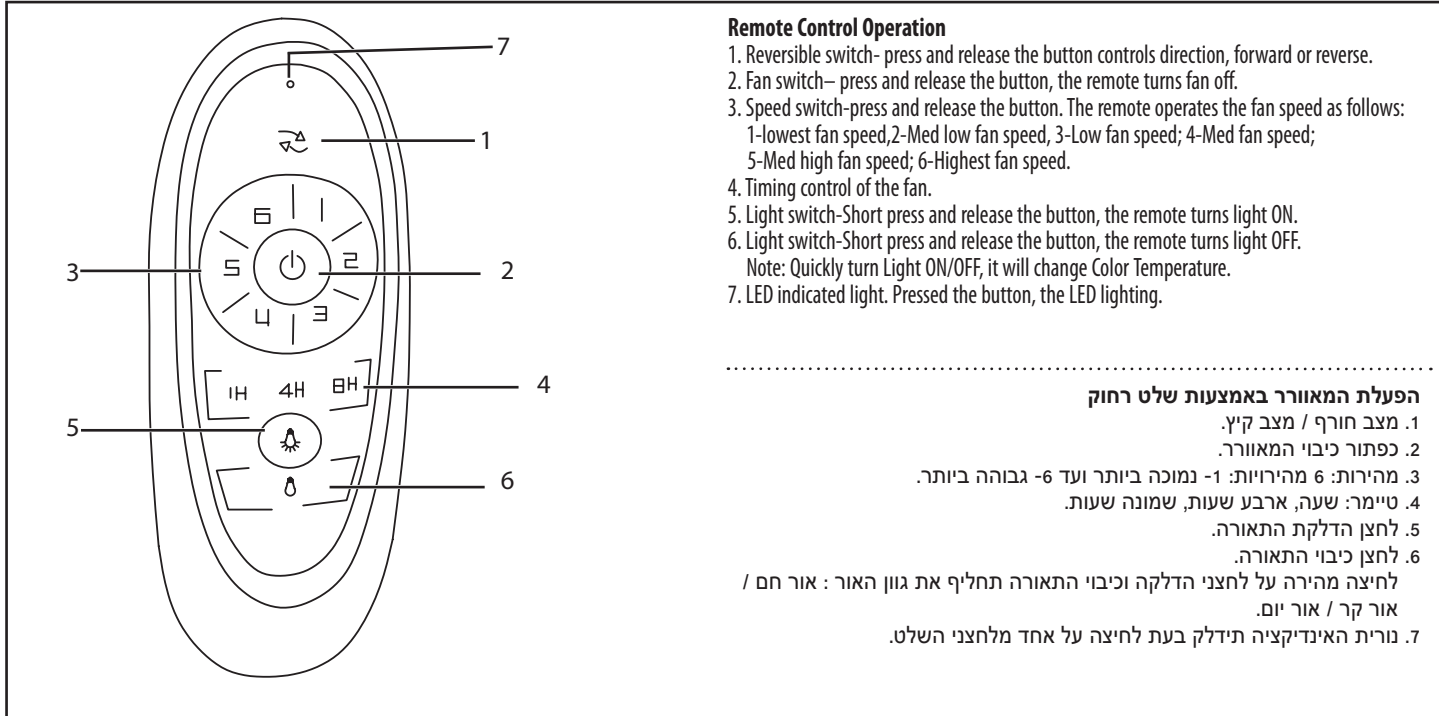 7
1
6 1
5 2
4 3
3
2
1H 4H 8H
4
5
6
Remote Control Operation
1. Reversible switch- press and release the button controls direction, forward or reverse.
2. Fan switch– press and release the button, the remote turns fan off.
3. Speed switch-press and release the button. The remote operates the fan speed as follows:
1-lowest fan speed,2-Med low fan speed, 3-Low fan speed; 4-Med fan speed;
5-Med high fan speed; 6-Highest fan speed.
4. Timing control of the fan.
5. Light switch-Short press and release the button, the remote turns light ON.
6. Light switch-Short press and release the button, the remote turns light OFF.
Note: Quickly turn Light ON/OFF, it will change Color Temperature.
7. LED indicated light. Pressed the button, the LED lighting.
הפעלת המאוורר באמצעות שלט רחוק
1. מצב חורף / מצב קיץ.
2. כפתור כיבוי המאוורר.
3. מהירות: 6 מהירויות: 1- נמוכה ביותר ועד 6- גבוהה ביותר.
4. טיימר: שעה, ארבע שעות, שמונה שעות.
5. לחצן הדלקת התאורה.
6. לחצן כיבוי התאורה.
לחיצה מהירה על לחצני הדלקה וכיבוי התאורה תחליף את גוון האור : אור חם /
אור קר / אור יום.
7. נורית האינדיקציה תידלק בעת לחיצה על אחד מלחצני השלט.